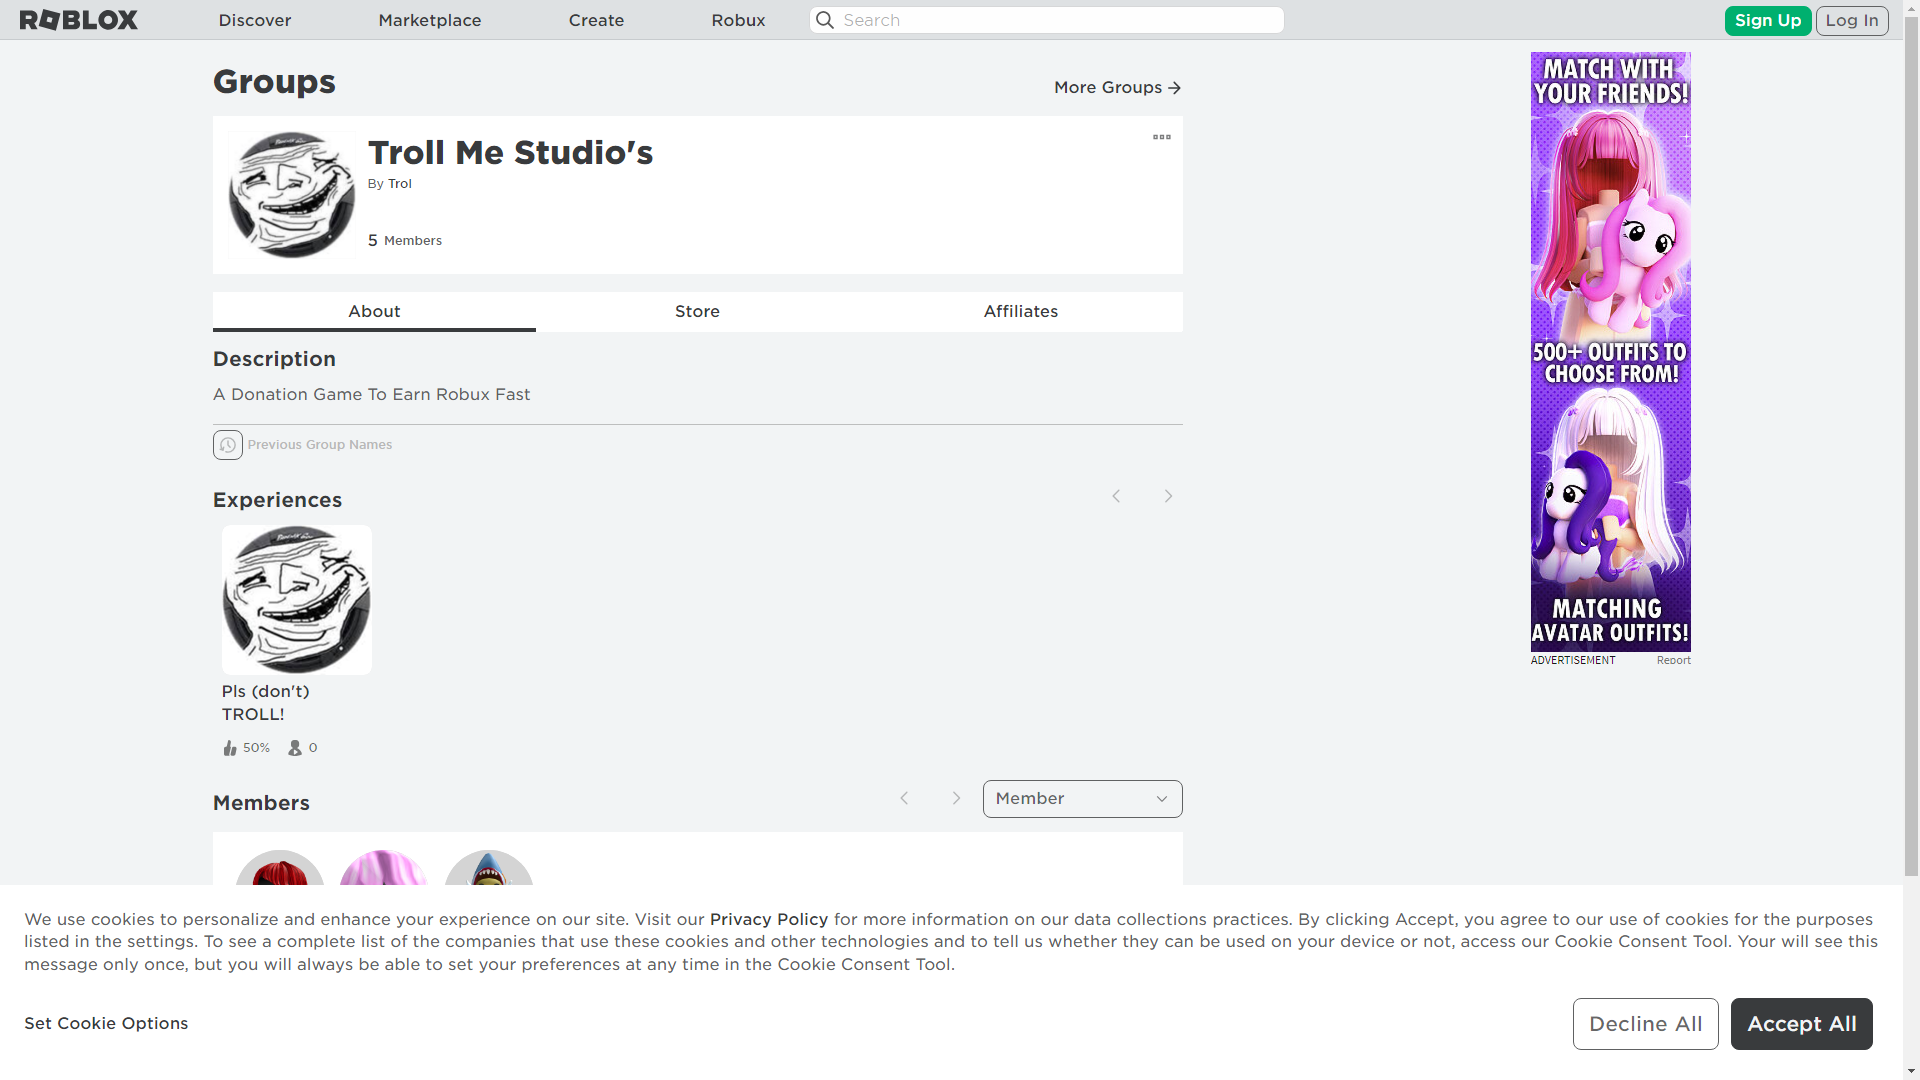 ROBLOX
Discover
Marketplace
Create
Robux
Search
Sign Up
Log In
Groups
More Groups
Troll Me Studio's
By Trol
5 Members
About
Store
Affiliates
Description
A Donation Game To Earn Robux Fast
Previous Group Names
Experiences
Pls (don't)
TROLL!
50%
0
Members
Member
MATCH WITH
YOUR FRIENDS!
500+ OUTFITS TO
CHOOSE FROM!
MATCHING
AVATAR OUTFITS!
ADVERTISEMENT
Report
We use cookies to personalize and enhance your experience on our site. Visit our Privacy Policy for more information on our data collections practices. By clicking Accept, you agree to our use of cookies for the purposes
listed in the settings. To see a complete list of the companies that use these cookies and other technologies and to tell us whether they can be used on your device or not, access our Cookie Consent Tool. Your will see this
message only once, but you will always be able to set your preferences at any time in the Cookie Consent Tool.
Set Cookie Options
Decline All
Accept All